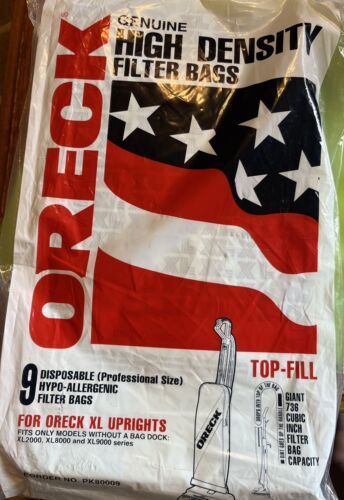 ORECK
GENUINE
HIGH DENSITY
FILTER BAGS
TOP-FILL
9 DISPOSABLE (Professional Size)
HYPO-ALLERGENIC
FILTER BAGS
FOR ORECK XL UPRIGHTS
FITS ONLY MODELS WITHOUT A BAG DOCK:
XL2000, XL8000 and XL9000 series
ORECK
GIANT
736
CUBIC
INCH
FILTER
BAG
CAPACITY
REORDER NO. PK80009